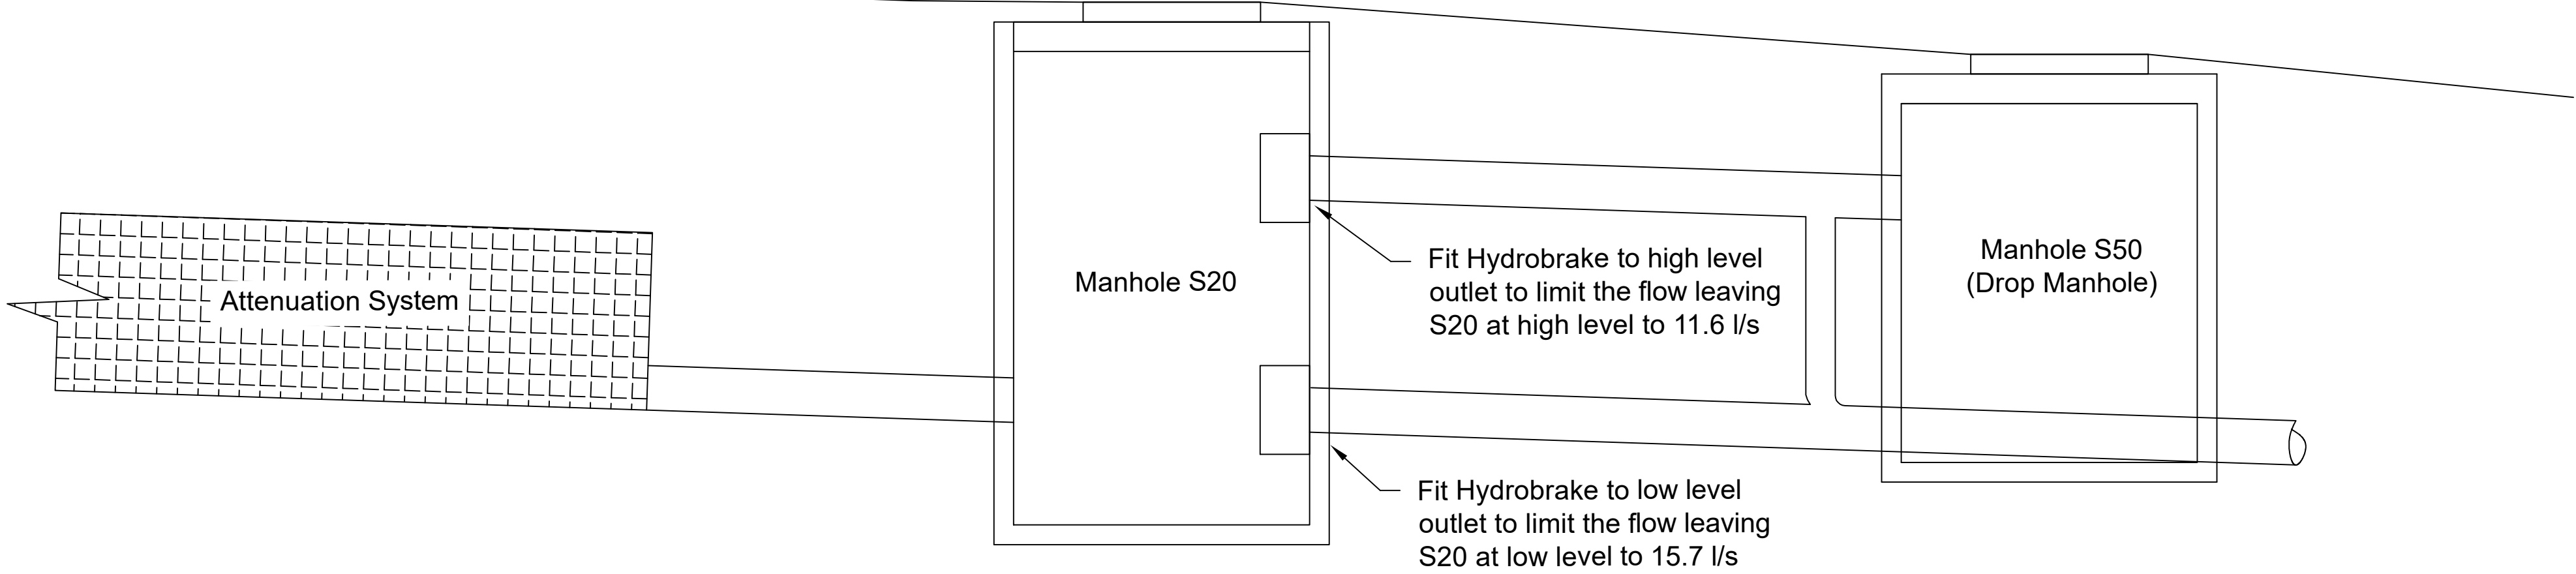 Attenuation System
Manhole S20
Fit Hydrobrake to high level
outlet to limit the flow leaving
S20 at high level to 11.6 l/s
Manhole S50
(Drop Manhole)
Fit Hydrobrake to low level
outlet to limit the flow leaving
S20 at low level to 15.7 l/s